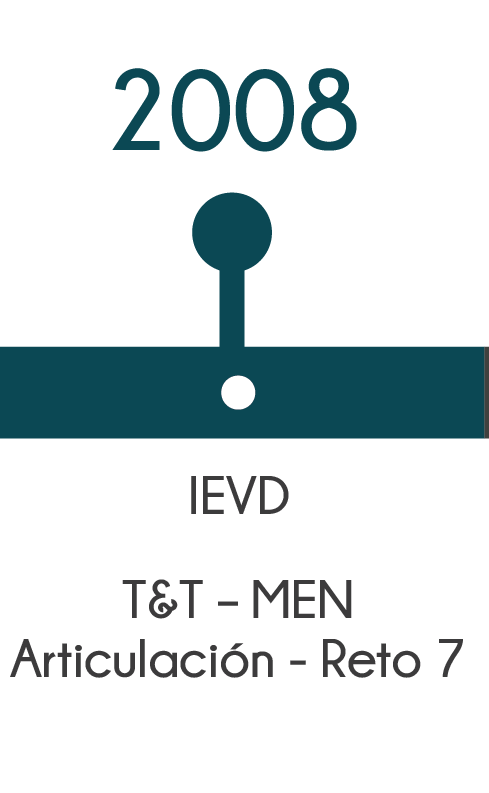 2008
IEVD
T&T – MEN
Articulación - Reto 7